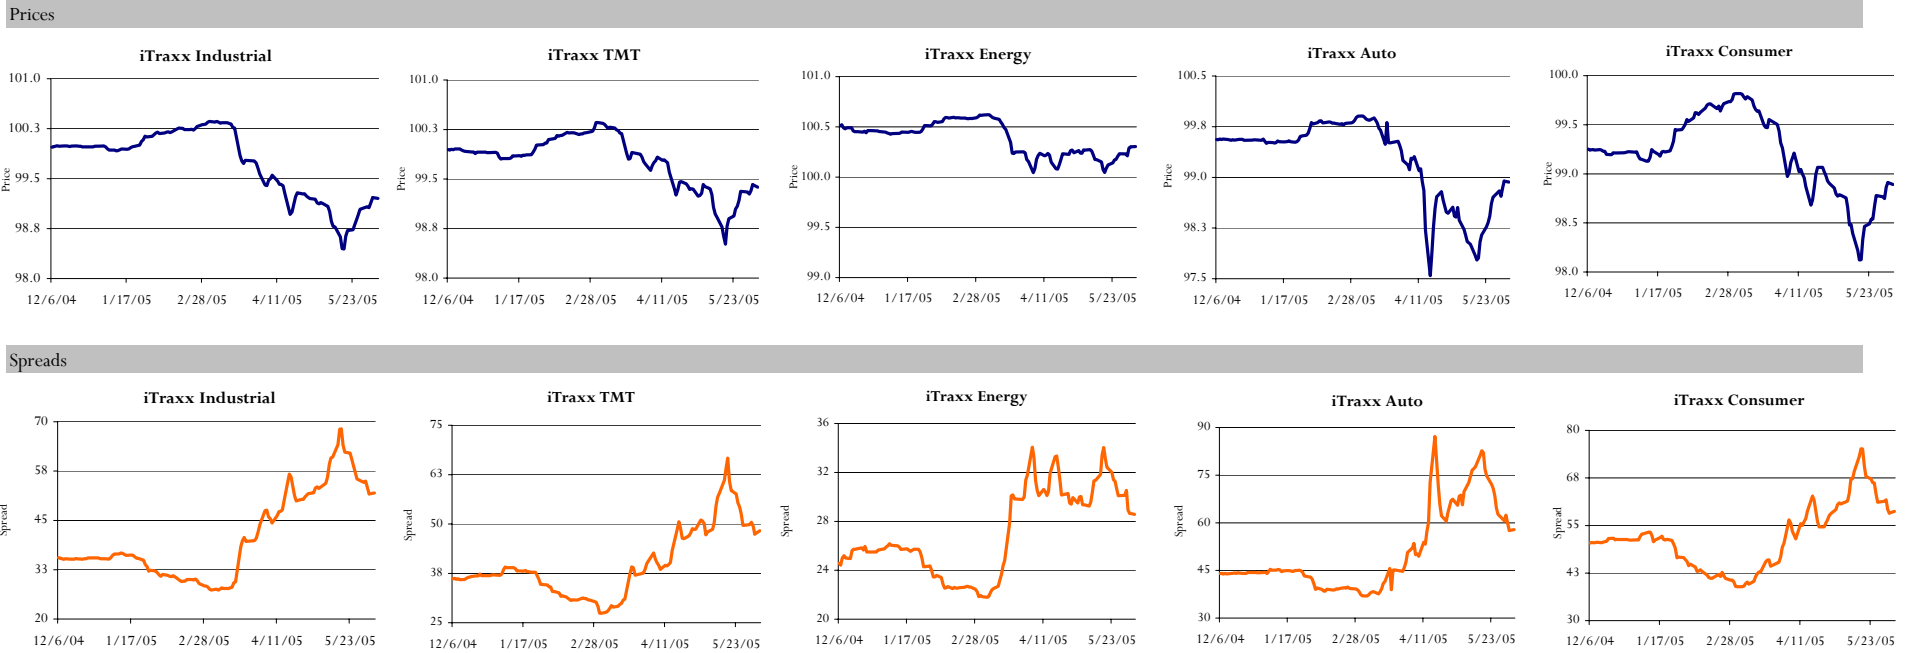 Prices
iTraxx Industrial
101.0
100.3
99.5
98.8
98.0
Price
12/6/04 1/17/05 2/28/05 4/11/05 5/23/05
iTraxx TMT
101.0
100.3
99.5
98.8
98.0
Price
12/6/04 1/17/05 2/28/05 4/11/05 5/23/05
iTraxx Energy
101.0
100.5
100.0
99.5
99.0
Price
12/6/04 1/17/05 2/28/05 4/11/05 5/23/05
iTraxx Auto
100.5
99.8
99.0
98.3
97.5
Price
12/6/04 1/17/05 2/28/05 4/11/05 5/23/05
iTraxx Consumer
100.0
99.5
99.0
98.5
98.0
Price
12/6/04 1/17/05 2/28/05 4/11/05 5/23/05
Spreads
iTraxx Industrial
70
58
45
33
20
Spread
12/6/04 1/17/05 2/28/05 4/11/05 5/23/05
iTraxx TMT
75
63
50
38
25
Spread
12/6/04 1/17/05 2/28/05 4/11/05 5/23/05
iTraxx Energy
36
32
28
24
20
Spread
12/6/04 1/17/05 2/28/05 4/11/05 5/23/05
iTraxx Auto
90
75
60
45
30
Spread
12/6/04 1/17/05 2/28/05 4/11/05 5/23/05
iTraxx Consumer
80
68
55
43
30
Spread
12/6/04 1/17/05 2/28/05 4/11/05 5/23/05